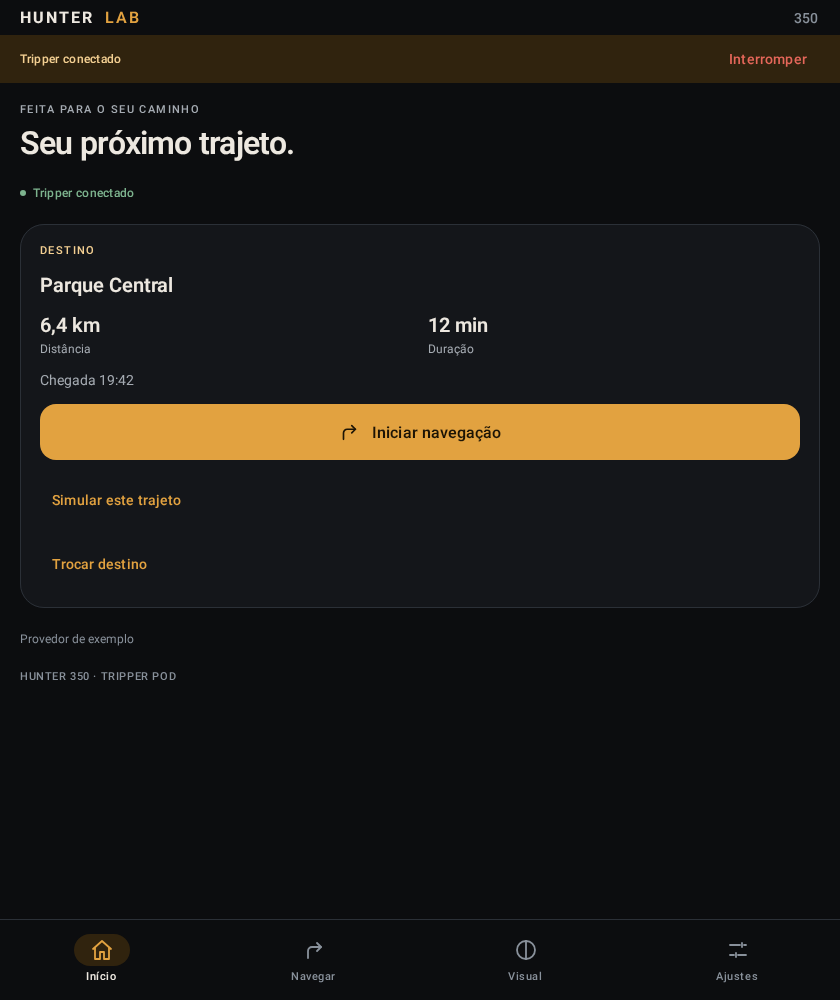 HUNTER LAB
350
Tripper conectado
Interromper
FEITA PARA O SEU CAMINHO
Seu próximo trajeto.
Tripper conectado
DESTINO
Parque Central
6,4 km
12 min
Distância
Duração
Chegada 19:42
Iniciar navegação
Simular este trajeto
Trocar destino
Provedor de exemplo
HUNTER 350 · TRIPPER POD
Início
Navegar
Visual
Ajustes